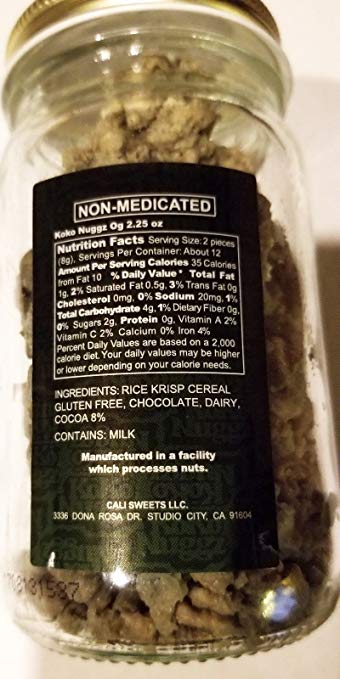 NON-MEDICATED
Koko Nuggz Og 2.25 oz
Nutrition Facts Serving Size: 2 pieces
(8g), Servings Per Container: About 12
Amount Per Serving Calories 35 Calories
from Fat 10 % Daily Value* Total Fat
1g, 2% Saturated Fat 0.5g, 3% Trans Fat 0g
Cholesterol 0mg, 0% Sodium 20mg, 1%
Total Carbohydrate 4g, 1% Dietary Fiber 0g,
0% Sugars 2g, Protein 0g, Vitamin A 2%
Vitamin C 2% Calcium 0% Iron 4%
Percent Daily Values are based on a 2,000
calorie diet. Your daily values may be higher
or lower depending on your calorie needs.
INGREDIENTS: RICE KRISP CEREAL
GLUTEN FREE, CHOCOLATE, DAIRY,
COCOA 8%
CONTAINS: MILK
Manufactured in a facility
which processes nuts.
CALI SWEETS LLC.
3336 DONA ROSA DR. STUDIO CITY, CA 91604